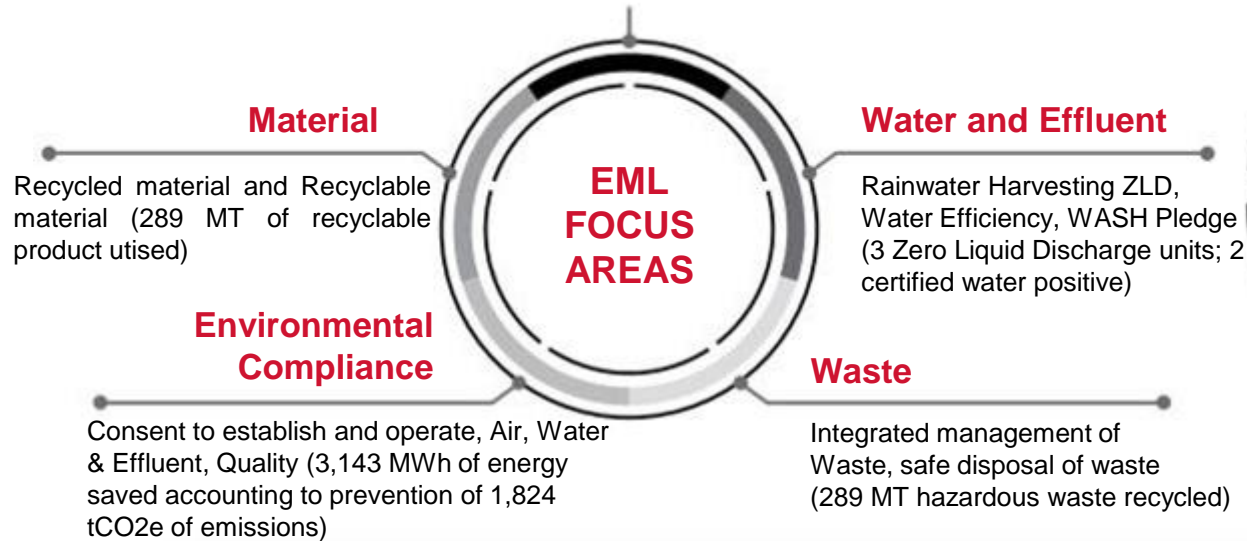 Material
Recycled material and Recyclable
material (289 MT of recyclable
product utised)
EML
FOCUS
AREAS
Water and Effluent
Rainwater Harvesting ZLD,
Water Efficiency, WASH Pledge
(3 Zero Liquid Discharge units; 2
certified water positive)
Environmental
Compliance
Consent to establish and operate, Air, Water
& Effluent, Quality (3,143 MWh of energy
saved accounting to prevention of 1,824
tCO2e of emissions)
Waste
Integrated management of
Waste, safe disposal of waste
(289 MT hazardous waste recycled)